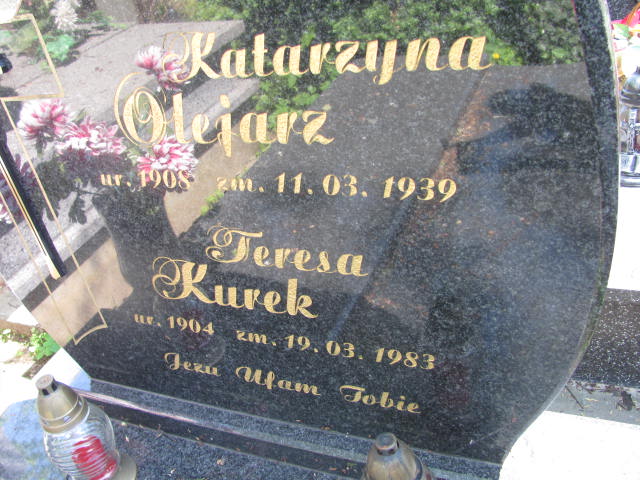 Katarzyna
Olejarz
ur. 1908 zm. 11.03.1939
Teresa
Kurek
ur. 1904 zm. 19.03.1983
Jezu Ufam Tobie